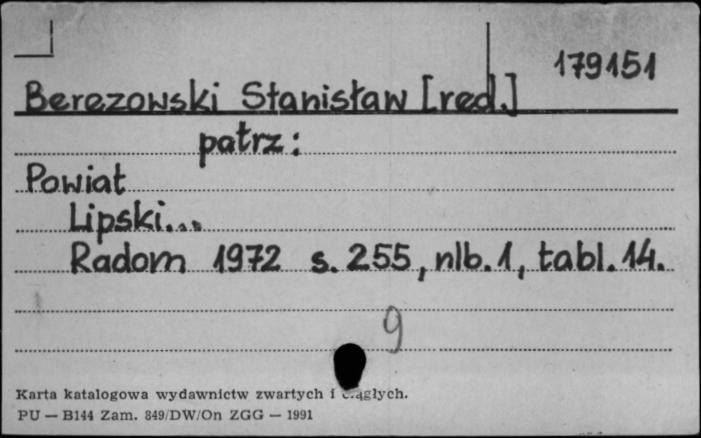 179151
Berezowski Stanisław [red.]
patrz:
Powiat
Lipski...
Radom 1972 s. 255, nlb. 1, tabl. 14.
9
Karta katalogowa wydawnictw zwartych i ciągłych.
PU — B144 Zam. 849/DW/On ZGG — 1991